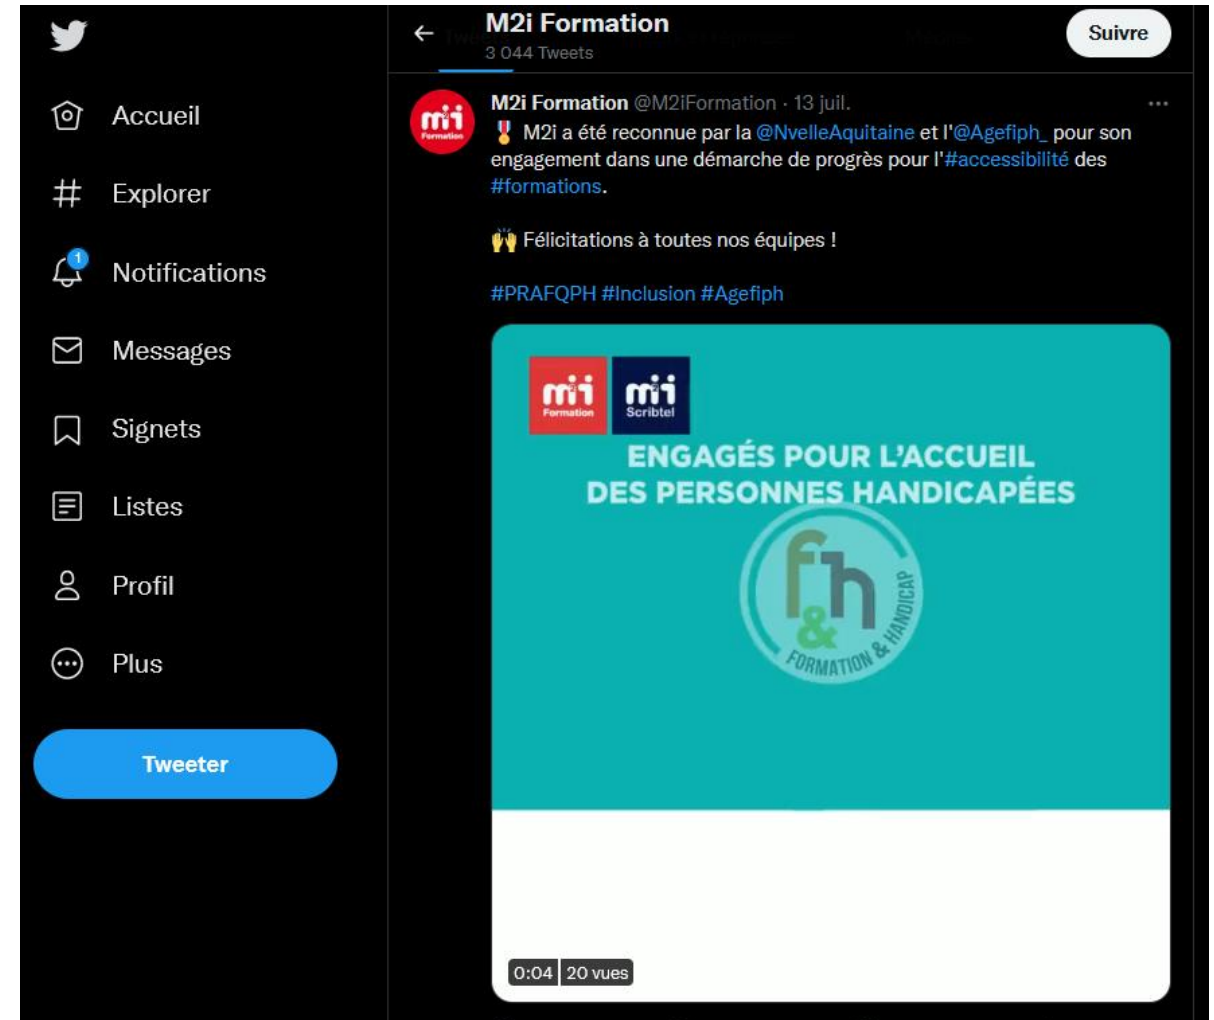 M2i Formation
3 044 Tweets
Suivre
Accueil
Explorer
1
Notifications
Messages
Signets
Listes
Profil
Plus
Tweeter
M2i Formation @M2iFormation · 13 juil.
🎖 M2i a été reconnue par la @NvelleAquitaine et l'@Agefiph_ pour son
engagement dans une démarche de progrès pour l'#accessibilité des
#formations.
🙌 Félicitations à toutes nos équipes !
#PRAFQPH #Inclusion #Agefiph
Formation
Scribtel
ENGAGÉS POUR L'ACCUEIL
DES PERSONNES HANDICAPÉES
f&h
FORMATION & HANDICAP
0:04 20 vues